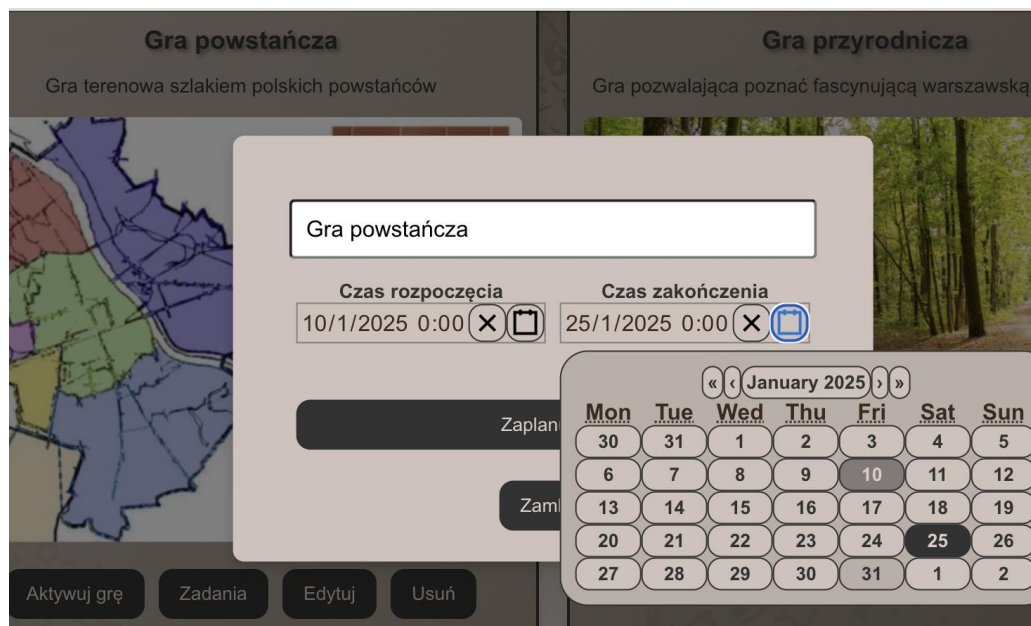 Gra powstańcza
Gra terenowa szlakiem polskich powstańców
Gra przyrodnicza
Gra pozwalająca poznać fascynującą warszawską
Gra powstańcza
Czas rozpoczęcia
Czas zakończenia
10/1/2025 0:00
25/1/2025 0:00
« ‹ January 2025 › »
Mon Tue Wed Thu Fri Sat Sun
30 31 1 2 3 4 5
6 7 8 9 10 11 12
13 14 15 16 17 18 19
20 21 22 23 24 25 26
27 28 29 30 31 1 2
Aktywuj grę Zadania Edytuj Usuń